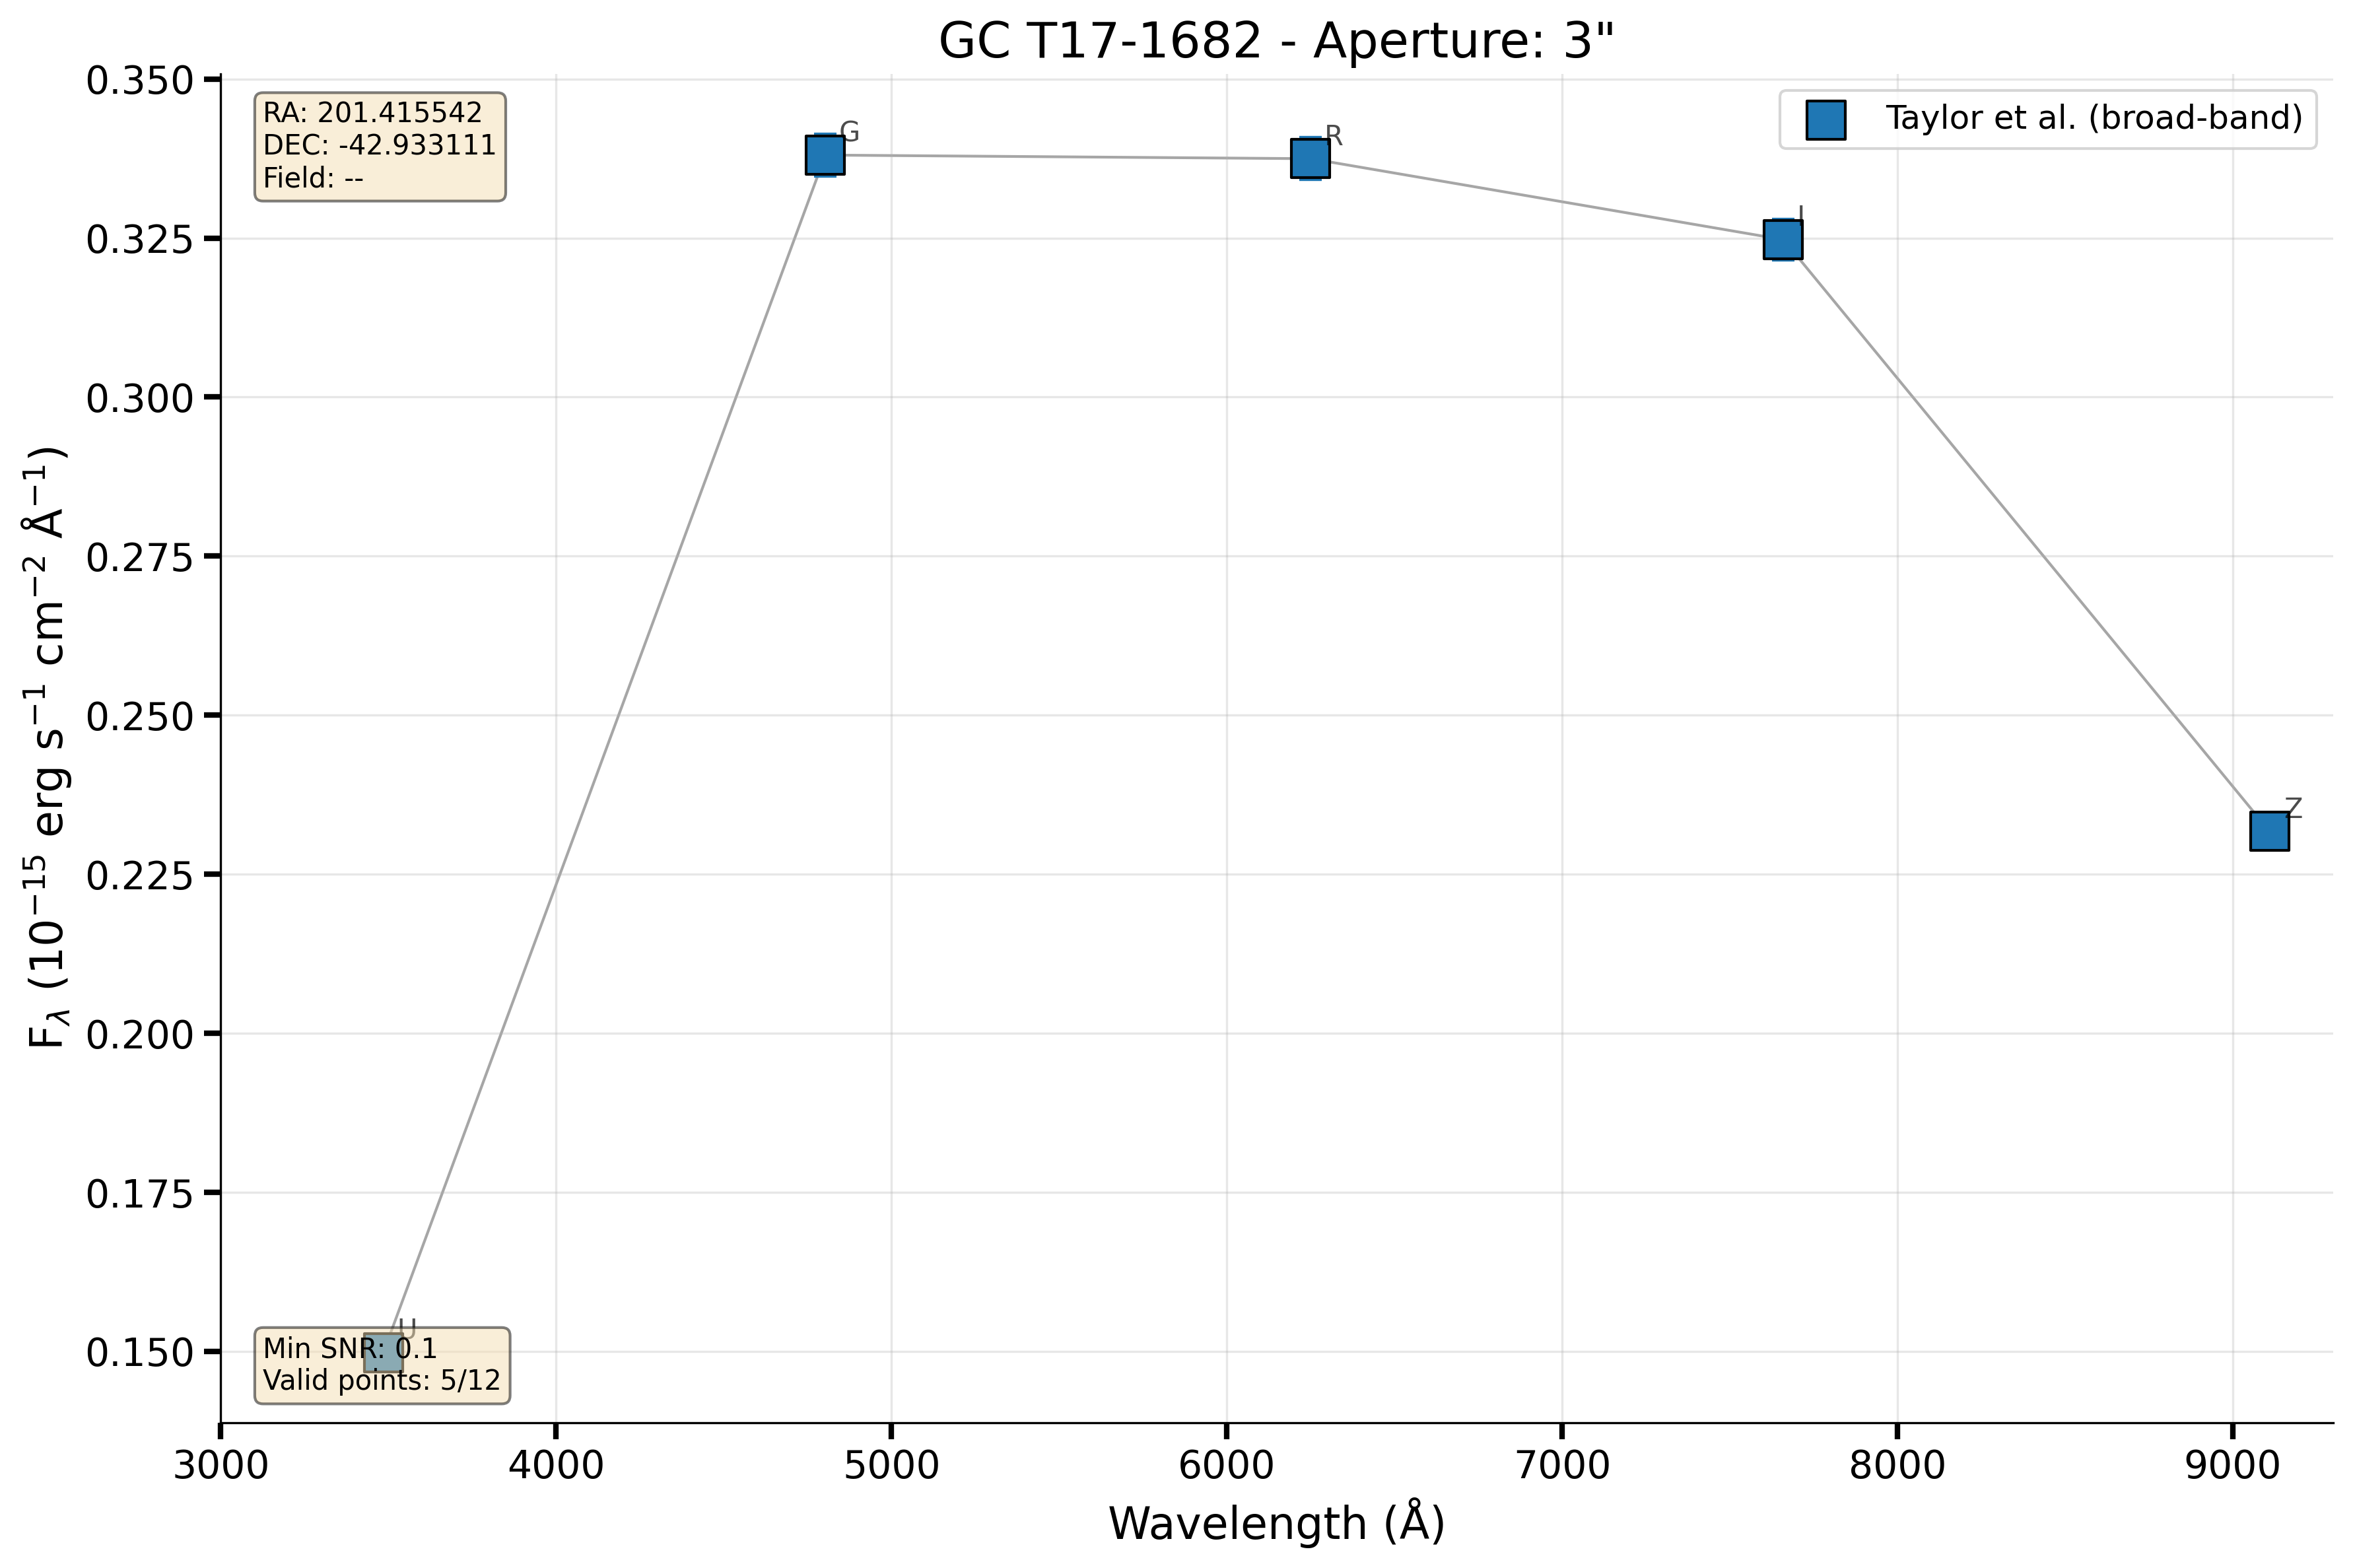 GC T17-1682 - Aperture: 3"
0.350
0.325
0.300
0.275
0.250
0.225
0.200
0.175
0.150
F_λ (10⁻¹⁵ erg s⁻¹ cm⁻² Å⁻¹)
RA: 201.415542
DEC: -42.933111
Field: --
Taylor et al. (broad-band)
G
R
I
Z
U
Min SNR: 0.1
Valid points: 5/12
3000 4000 5000 6000 7000 8000 9000
Wavelength (Å)